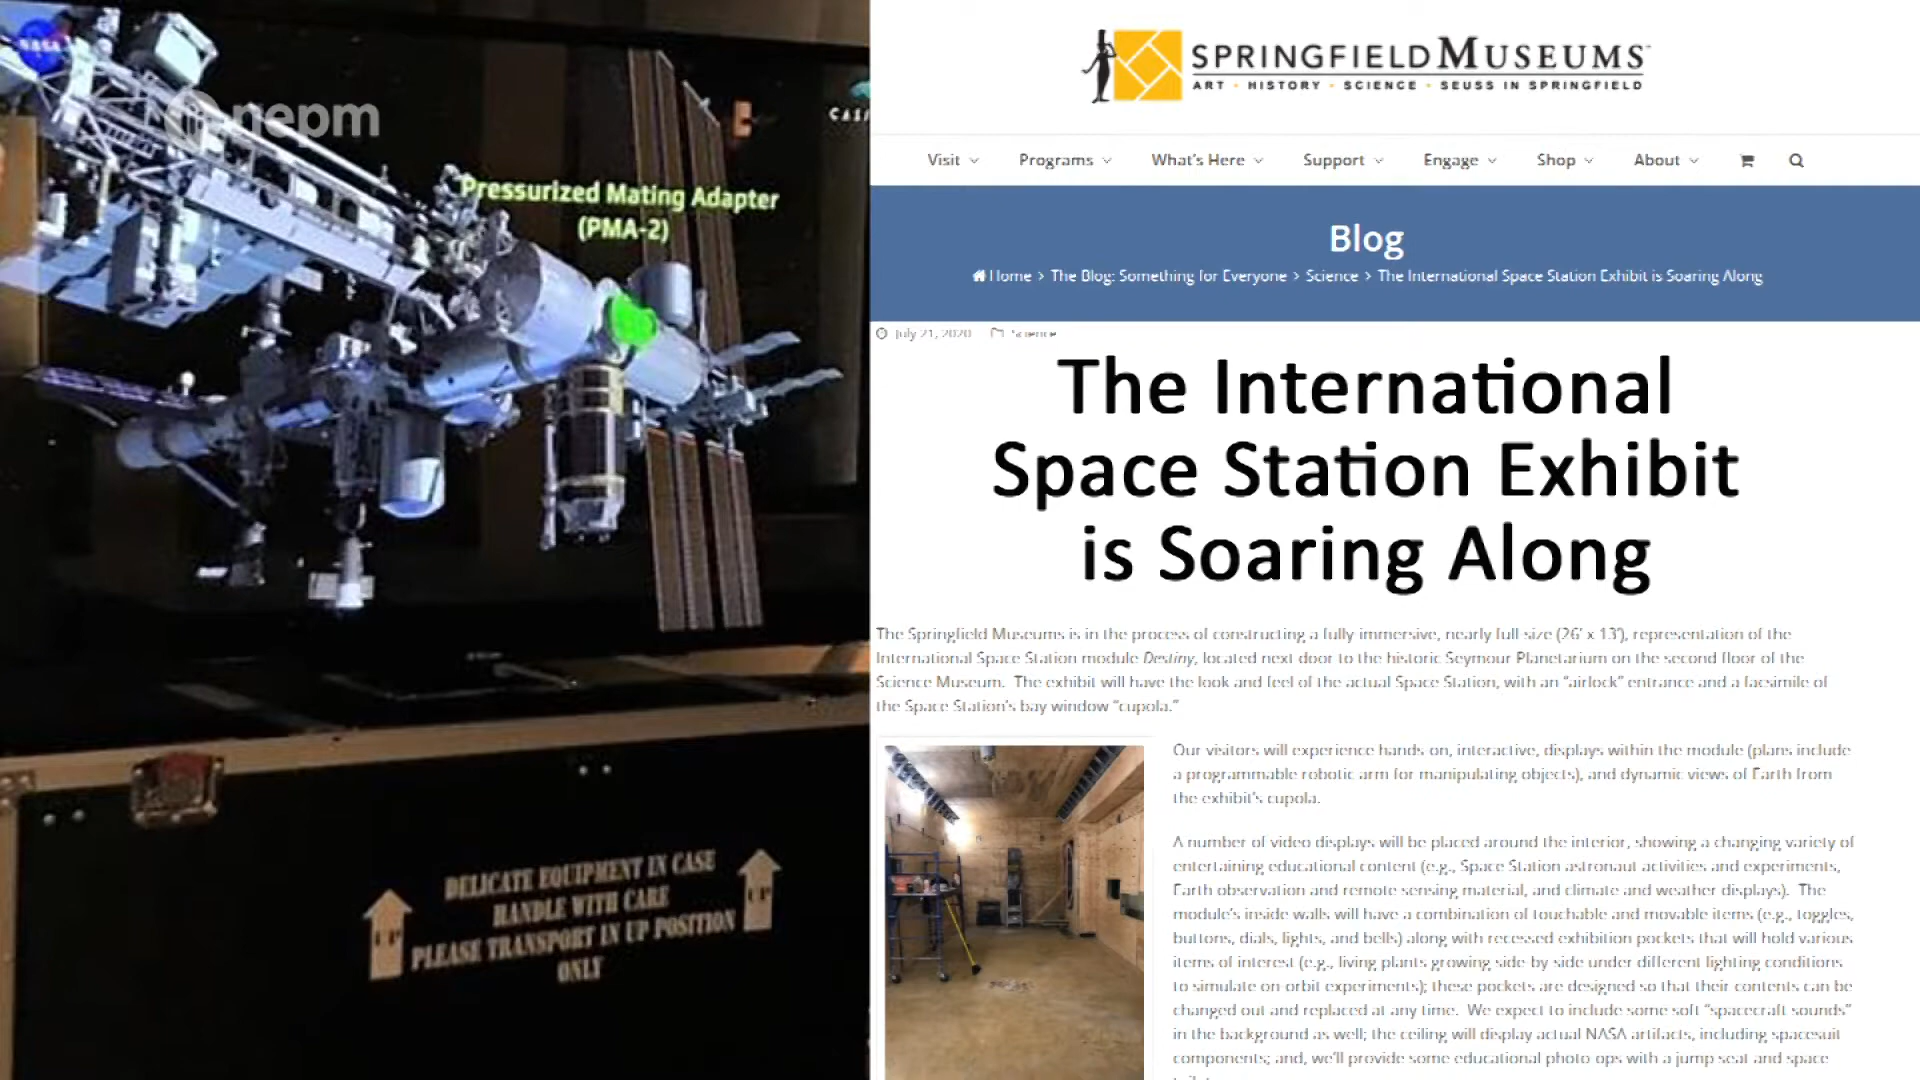 NASA
nepm
Pressurized Mating Adapter
(PMA-2)
DELICATE EQUIPMENT IN CASE
HANDLE WITH CARE
PLEASE TRANSPORT IN UP POSITION
ONLY
UP
UP
SPRINGFIELD MUSEUMS
ART • HISTORY • SCIENCE • SEUSS IN SPRINGFIELD
Visit Programs What's Here Support Engage Shop About
Blog
Home > The Blog: Something for Everyone > Science > The International Space Station Exhibit is Soaring Along
July 21, 2020 Science
The International
Space Station Exhibit
is Soaring Along
The Springfield Museums is in the process of constructing a fully immersive, nearly full size (26' x 13'), representation of the
International Space Station module Destiny, located next door to the historic Seymour Planetarium on the second floor of the
Science Museum. The exhibit will have the look and feel of the actual Space Station, with an "airlock" entrance and a facsimile of
the Space Station's bay window "cupola."
Our visitors will experience hands on, interactive, displays within the module (plans include
a programmable robotic arm for manipulating objects), and dynamic views of Earth from
the exhibit's cupola.
A number of video displays will be placed around the interior, showing a changing variety of
entertaining educational content (e.g., Space Station astronaut activities and experiments,
Earth observation and remote sensing material, and climate and weather displays). The
module's inside walls will have a combination of touchable and movable items (e.g., toggles,
buttons, dials, lights, and bells) along with recessed exhibition pockets that will hold various
items of interest (e.g., living plants growing side by side under different lighting conditions
to simulate on-orbit experiments); these pockets are designed so that their contents can be
changed out and replaced at any time. We expect to include some soft "spacecraft sounds"
in the background as well; the ceiling will display actual NASA artifacts, including spacesuit
components; and, we'll provide some educational photo ops with a jump seat and space